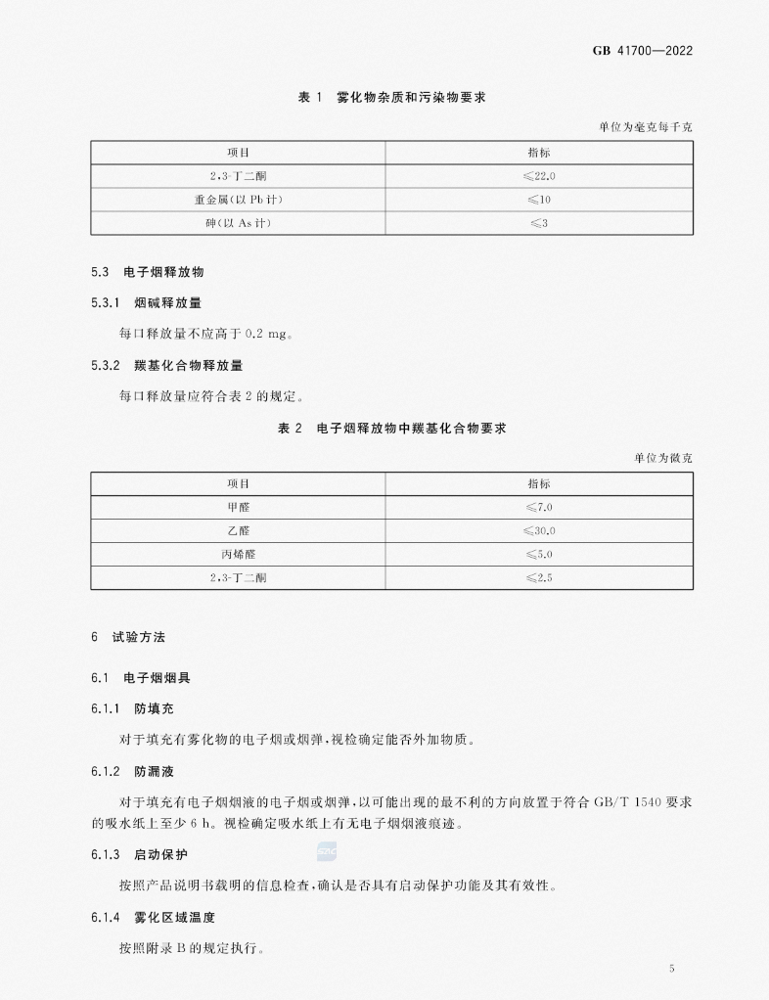 GB 41700—2022
表 1 雾化物杂质和污染物要求
单位为毫克每千克
项目 指标
2,3-丁二酮 ≤22.0
重金属(以 Pb 计) ≤10
砷(以 As 计) ≤3
5.3 电子烟释放物
5.3.1 烟碱释放量
每口释放量不应高于 0.2 mg。
5.3.2 羰基化合物释放量
每口释放量应符合表 2 的规定。
表 2 电子烟释放物中羰基化合物要求
单位为微克
项目 指标
甲醛 ≤7.0
乙醛 ≤30.0
丙烯醛 ≤5.0
2,3-丁二酮 ≤2.5
6 试验方法
6.1 电子烟烟具
6.1.1 防填充
对于填充有雾化物的电子烟或烟弹,视检确定能否外加物质。
6.1.2 防漏液
对于填充有电子烟烟液的电子烟或烟弹,以可能出现的最不利的方向放置于符合 GB/T 1540 要求
的吸水纸上至少 6 h。视检确定吸水纸上有无电子烟烟液痕迹。
SAC
6.1.3 启动保护
按照产品说明书载明的信息检查,确认是否具有启动保护功能及其有效性。
6.1.4 雾化区域温度
按照附录 B 的规定执行。
5